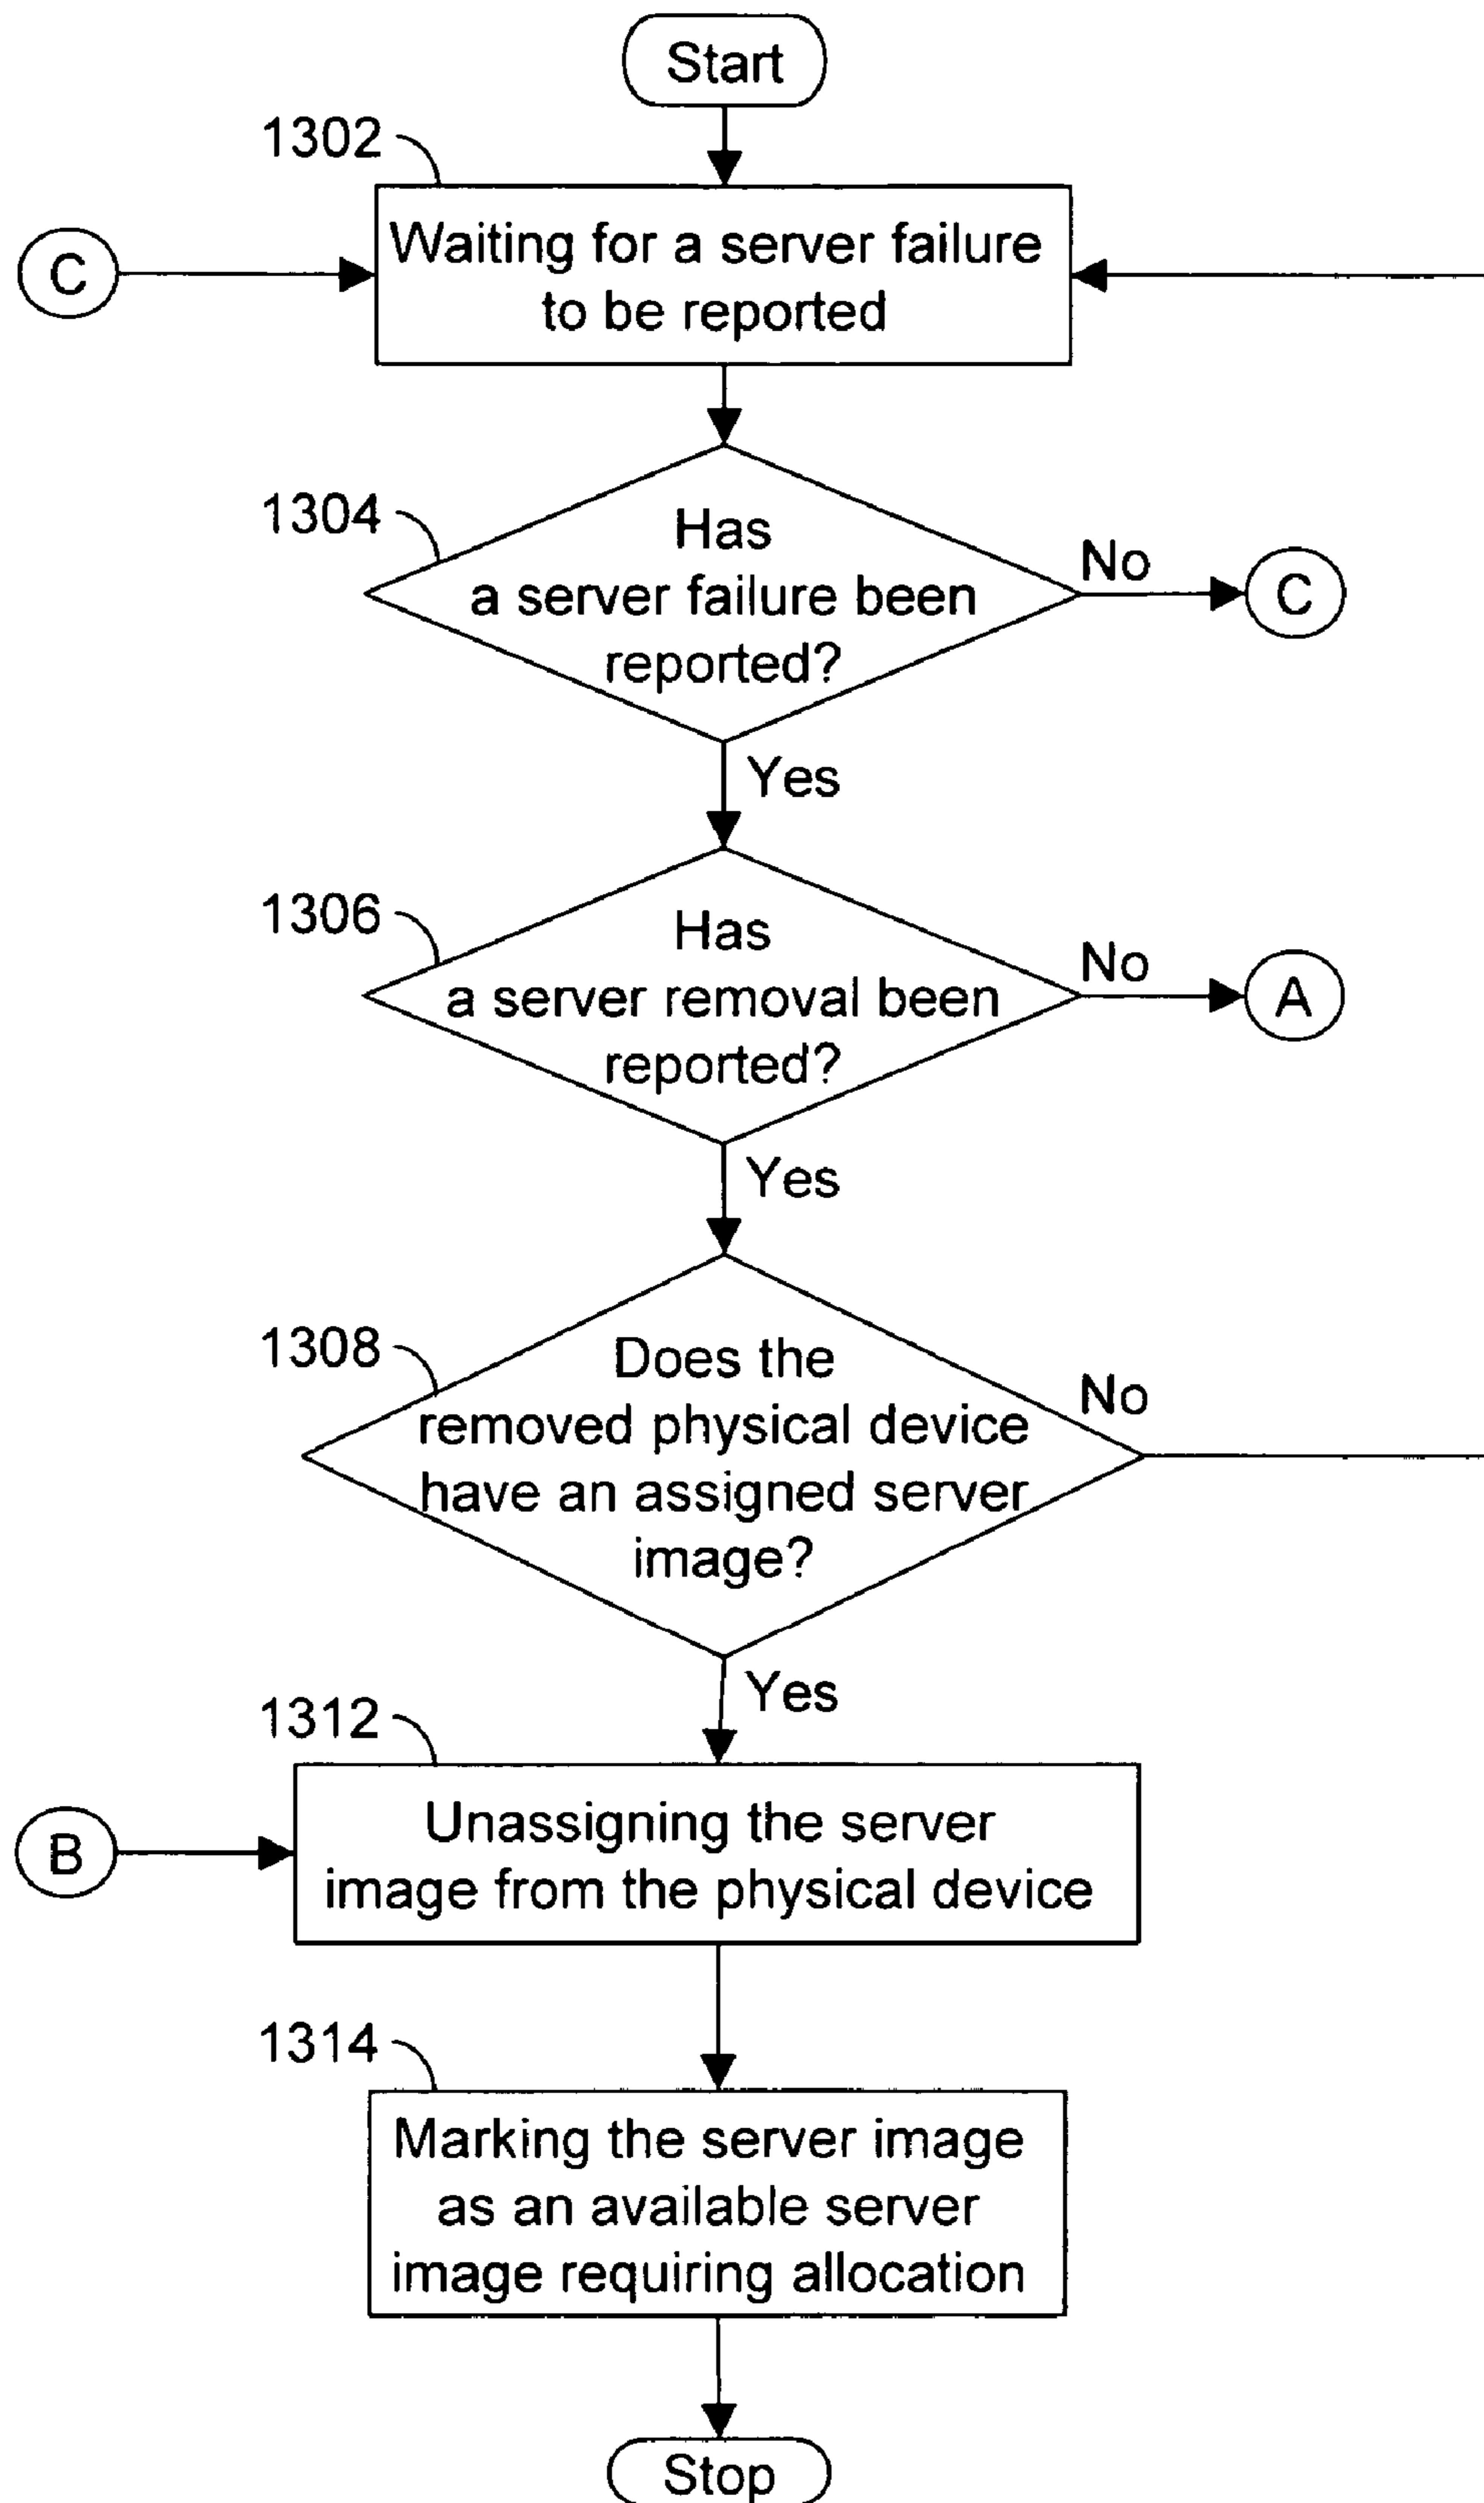 Start
1302
Waiting for a server failure
to be reported
C
1304
Has
a server failure been
reported?
No
C
Yes
1306
Has
a server removal been
reported?
No
A
Yes
1308
Does the
removed physical device
have an assigned server
image?
No
Yes
1312
Unassigning the server
image from the physical device
B
1314
Marking the server image
as an available server
image requiring allocation
Stop